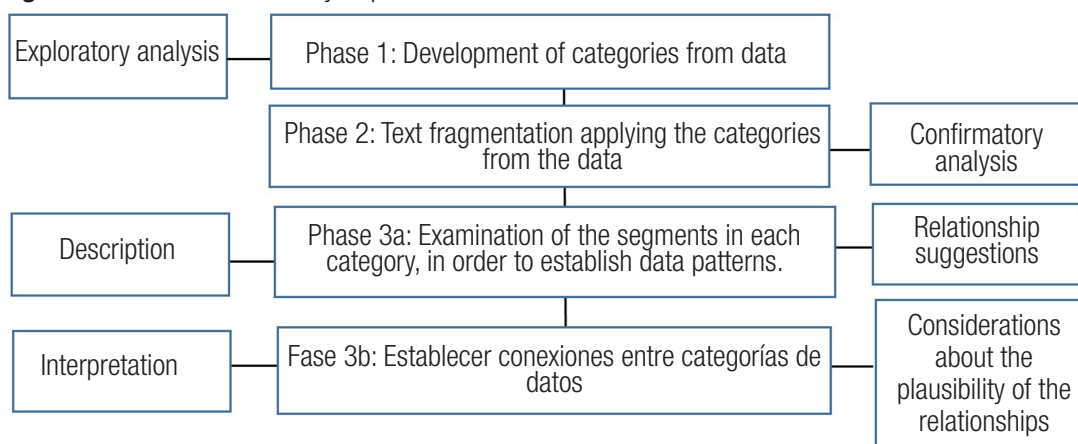 Exploratory analysis
Phase 1: Development of categories from data
Phase 2: Text fragmentation applying the categories
from the data
Confirmatory
analysis
Description
Phase 3a: Examination of the segments in each
category, in order to establish data patterns.
Relationship
suggestions
Interpretation
Fase 3b: Establecer conexiones entre categorías de
datos
Considerations
about the
plausibility of the
relationships